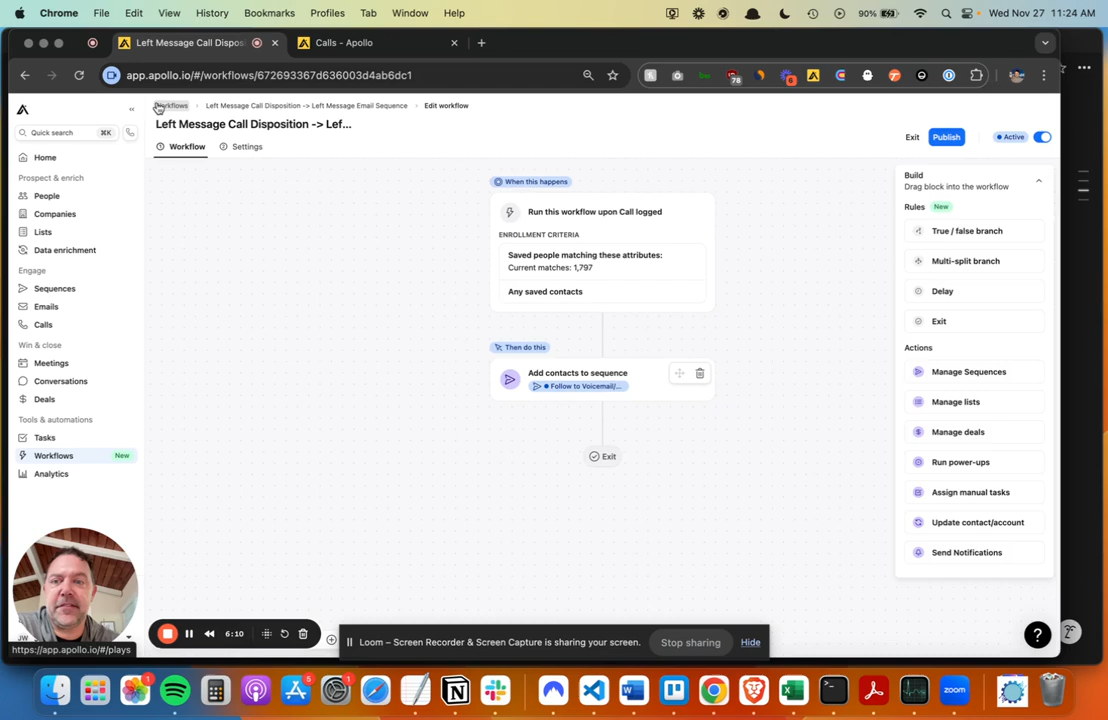 Chrome File Edit View History Bookmarks Profiles Tab Window Help 90% Wed Nov 27 11:24 AM
Left Message Call Dispos Calls - Apollo
app.apollo.io/#/workflows/672693367d636003d4ab6dc1 78 6
Workflows > Left Message Call Disposition -> Left Message Email Sequence > Edit workflow
Left Message Call Disposition -> Lef...
Exit Publish Active
Workflow Settings
Quick search ⌘K
Home
Prospect & enrich
People
Companies
Lists
Data enrichment
Engage
Sequences
Emails
Calls
Win & close
Meetings
Conversations
Deals
Tools & automations
Tasks
Workflows New
Analytics
When this happens
Run this workflow upon Call logged
ENROLLMENT CRITERIA
Saved people matching these attributes:
Current matches: 1,797
Any saved contacts
Then do this
Add contacts to sequence
Follow to Voicemail/...
Exit
Build
Drag block into the workflow
Rules New
True / false branch
Multi-split branch
Delay
Exit
Actions
Manage Sequences
Manage lists
Manage deals
Run power-ups
Assign manual tasks
Update contact/account
Send Notifications
JW
6:10
Loom – Screen Recorder & Screen Capture is sharing your screen. Stop sharing Hide
https://app.apollo.io/#/plays
?
1 5 1
zoom